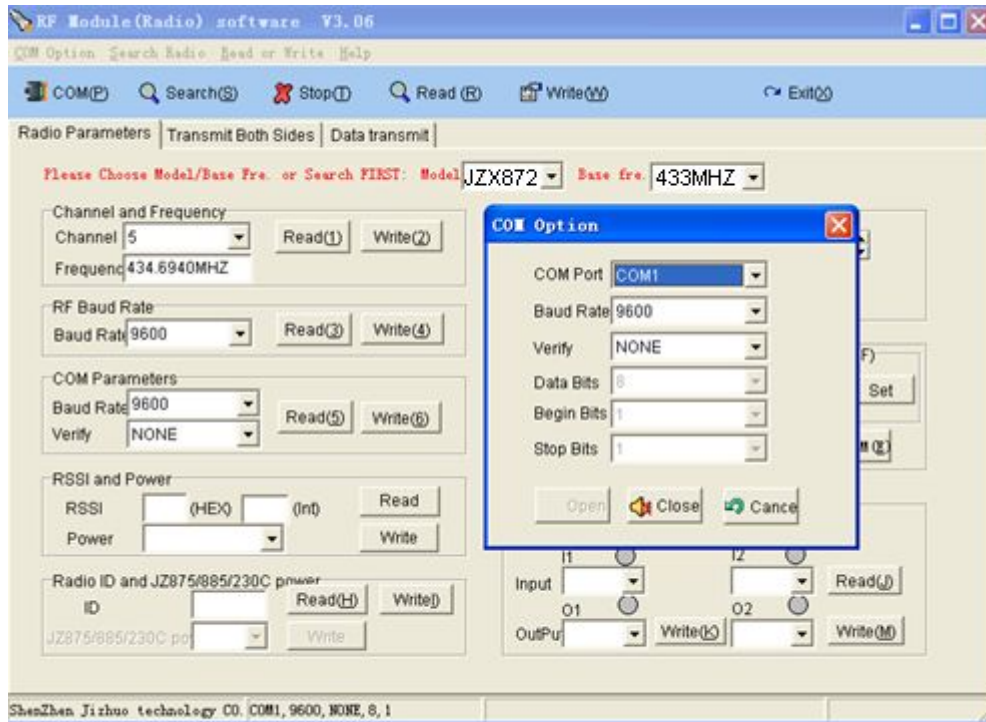 RF Module(Radio) software V3.06
COM Option Search Radio Read or Write Help
COM(P) Search(S) Stop(T) Read (R) Write(W) Exit(X)
Radio Parameters Transmit Both Sides Data transmit
Please Choose Model/Base Fre. or Search FIRST: Model JZX872 Base fre. 433MHZ
Channel and Frequency
Channel 5 Read(1) Write(2)
Frequenc 434.6940MHZ
RF Baud Rate
Baud Rate 9600 Read(3) Write(4)
COM Parameters
Baud Rate 9600
Verify NONE Read(5) Write(6)
RSSI and Power
RSSI (HEX) (Int) Read
Power Write
Radio ID and JZ875/885/230C power
ID Read(H) Write(I)
JZ875/885/230C po Write
COM Option
COM Port COM1
Baud Rate 9600
Verify NONE
Data Bits 8
Begin Bits 1
Stop Bits 1
Open Close Cance
F)
Set
M (E)
I1 I2
Input Read(J)
O1 O2
OutPu Write(K) Write(M)
ShenZhen Jizhuo technology CO. COM1, 9600, NONE, 8, 1